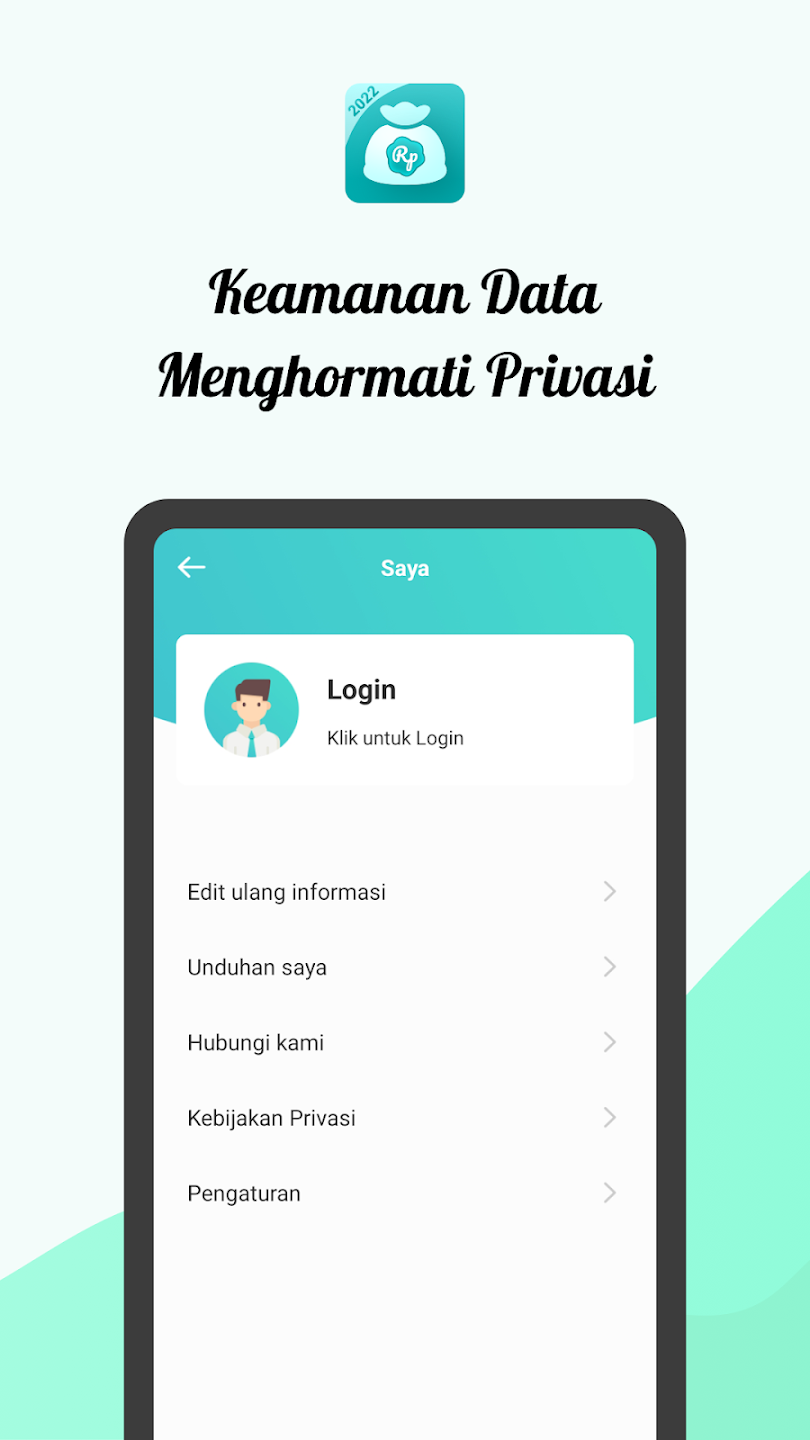 2022
Rp
Keamanan Data
Menghormati Privasi
Saya
Login
Klik untuk Login
Edit ulang informasi
Unduhan saya
Hubungi kami
Kebijakan Privasi
Pengaturan